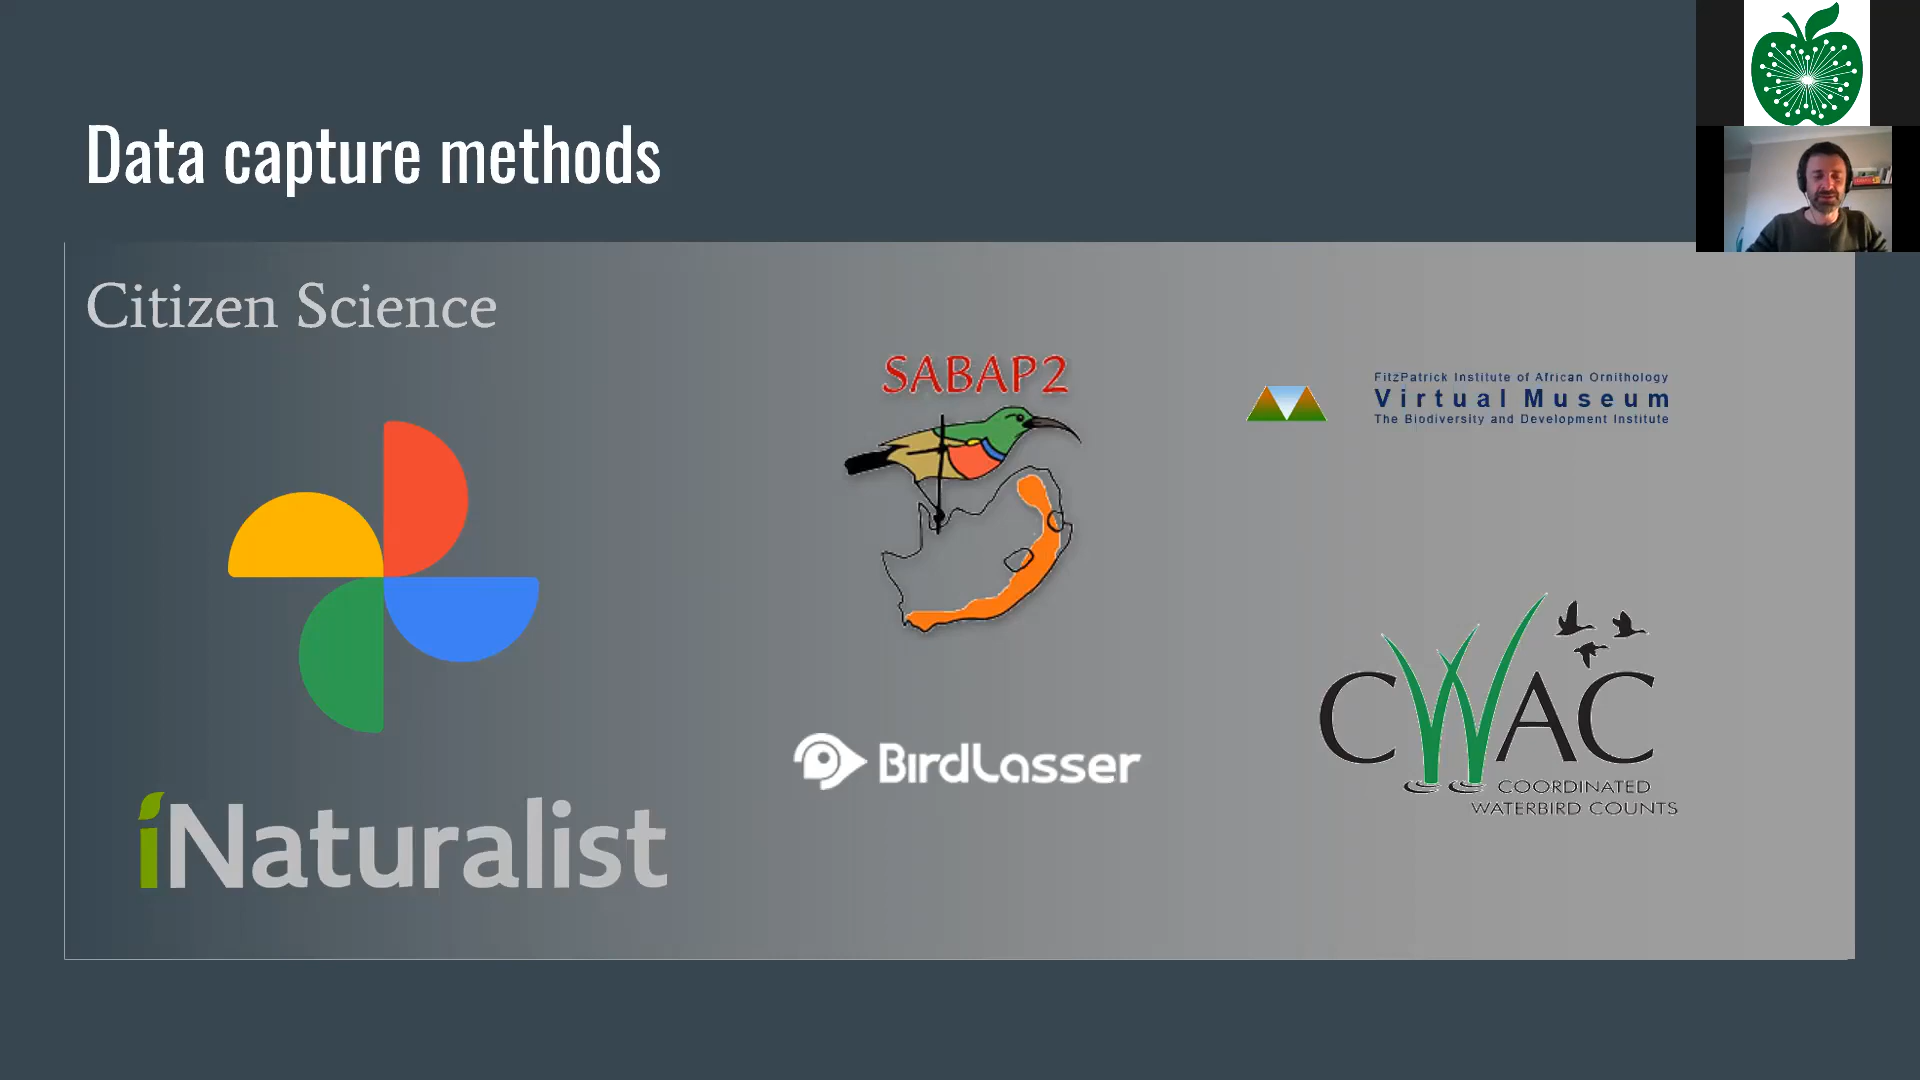 Data capture methods
Citizen Science
SABAP2
FitzPatrick Institute of African Ornithology
Virtual Museum
The Biodiversity and Development Institute
iNaturalist
BirdLasser
CWAC
COORDINATED
WATERBIRD COUNTS